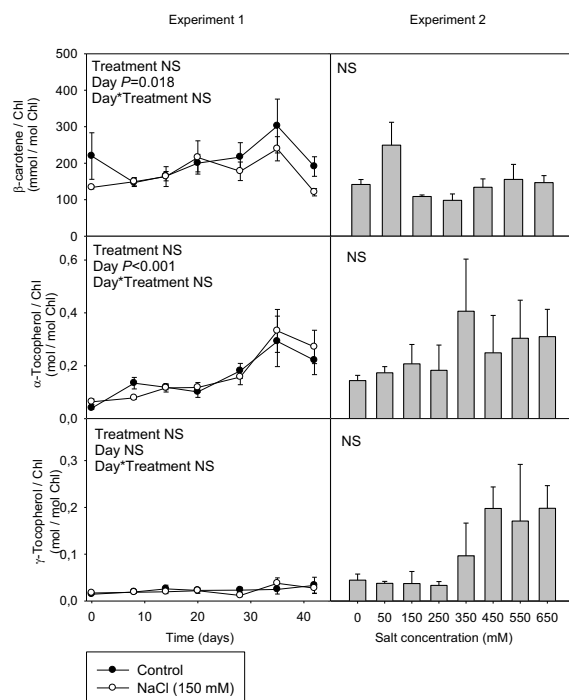 Experiment 1
Experiment 2
β-carotene / Chl
(mmol / mol Chl)
500
400
300
200
100
0
Treatment NS
Day P=0.018
Day*Treatment NS
NS
α-Tocopherol / Chl
(mol / mol Chl)
0,6
0,4
0,2
0,0
Treatment NS
Day P<0.001
Day*Treatment NS
NS
γ-Tocopherol / Chl
(mol / mol Chl)
0,3
0,2
0,1
0,0
Treatment NS
Day NS
Day*Treatment NS
NS
0 10 20 30 40
Time (days)
0 50 150 250 350 450 550 650
Salt concentration (mM)
Control
NaCl (150 mM)